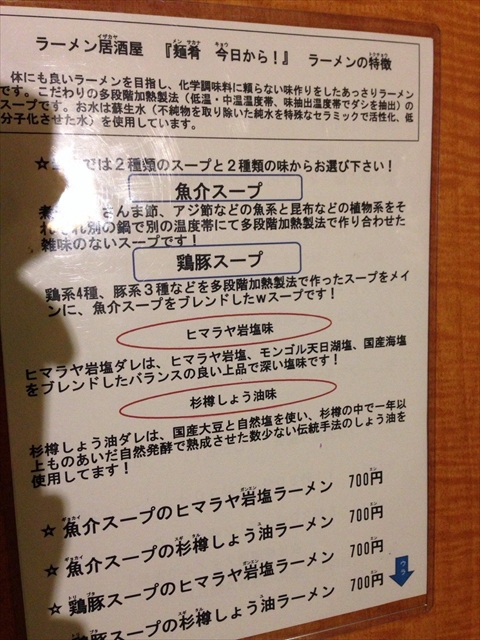 ラーメン居酒屋 『麺肴 今日から!』 ラーメンの特徴
体にも良いラーメンを目指し、化学調味料に頼らない味作りをしたあっさりラーメン
です。こだわりの多段階加熱製法(低温・中温温度帯、味抽出温度帯でダシを抽出)の
スープです。お水は蘇生水(不純物を取り除いた純水を特殊なセラミックで活性化、低
分子化させた水)を使用しています。
☆ では2種類のスープと2種類の味からお選び下さい!
魚介スープ
さんま節、アジ節などの魚系と昆布などの植物系をそ
れぞれ別の鍋で別の温度帯にて多段階加熱製法で作り合わせた
雑味のないスープです!
鶏豚スープ
鶏系4種、豚系3種などを多段階加熱製法で作ったスープをメイ
ンに、魚介スープをブレンドしたwスープです!
ヒマラヤ岩塩味
ヒマラヤ岩塩ダレは、ヒマラヤ岩塩、モンゴル天日湖塩、国産海塩
をブレンドしたバランスの良い上品で深い塩味です!
杉樽しょう油味
杉樽しょう油ダレは、国産大豆と自然塩を使い、杉樽の中で一年以
上ものあいだ自然発酵で熟成させた数少ない伝統手法のしょう油を
使用してます!
☆ 魚介スープのヒマラヤ岩塩ラーメン 700円
☆ 魚介スープの杉樽しょう油ラーメン 700円
☆ 鶏豚スープのヒマラヤ岩塩ラーメン 700円
☆ 鶏豚スープの杉樽しょう油ラーメン 700円
ウラ